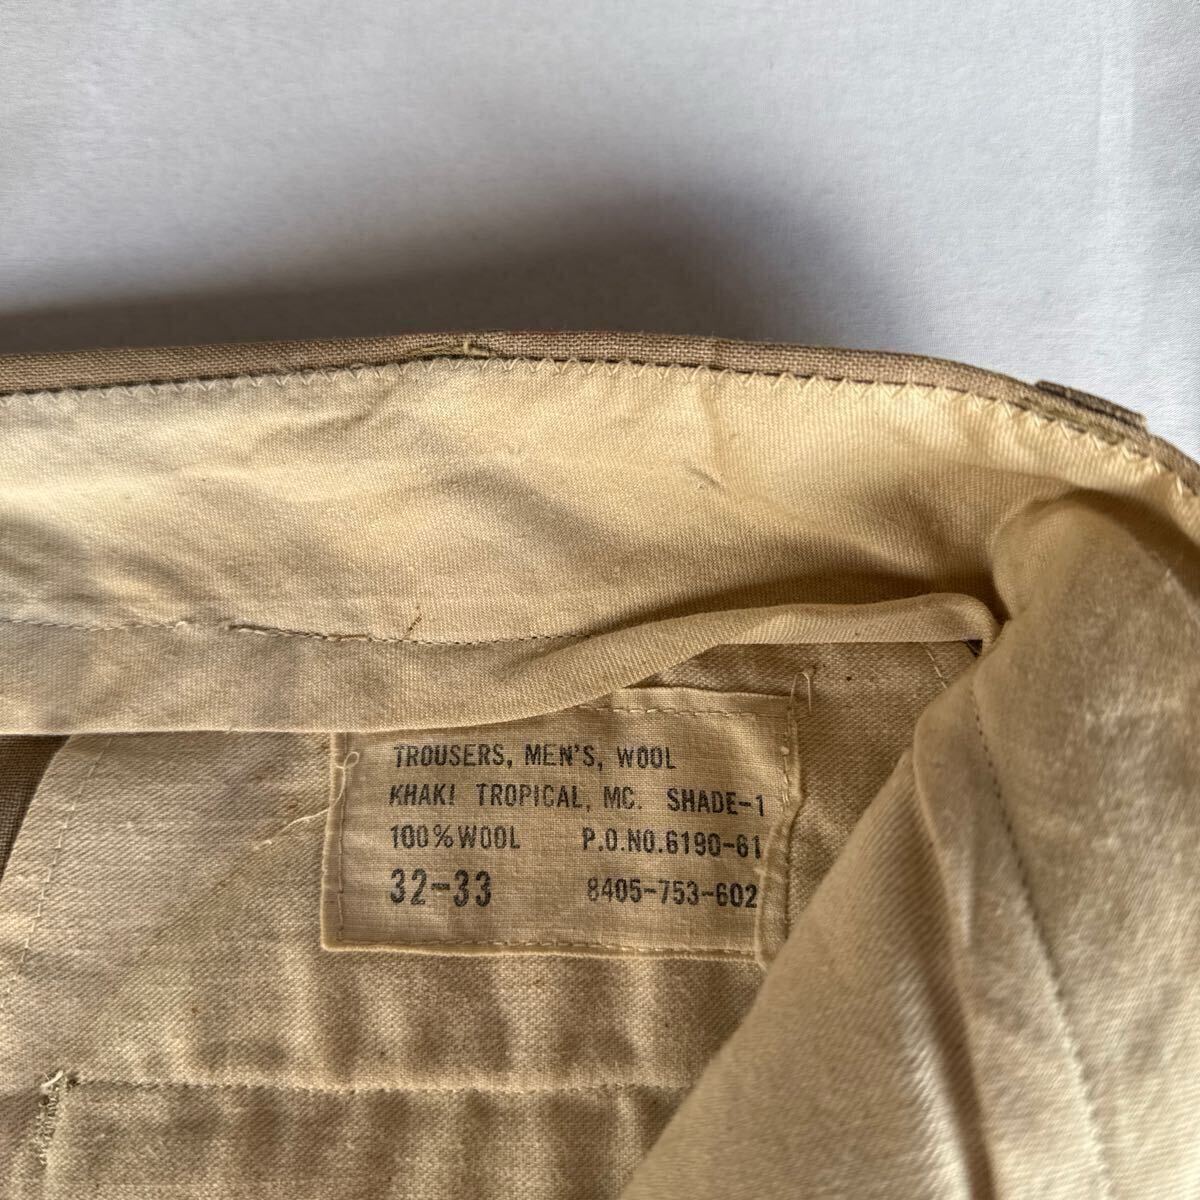 TROUSERS, MEN'S, WOOL
KHAKI TROPICAL, MC. SHADE-1
100% WOOL P.O.NO.6190-61
32-33 8405-753-602